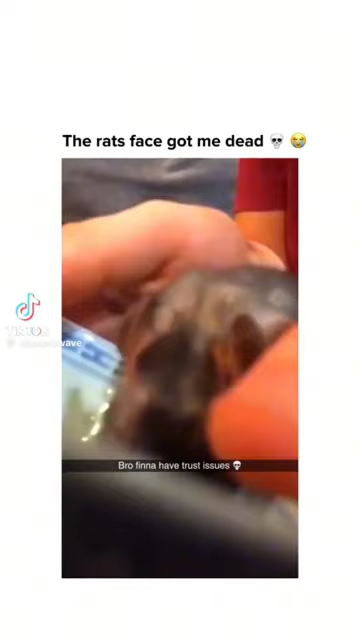 The rats face got me dead 💀 😭
TikTok
Bro finna have trust issues 💀